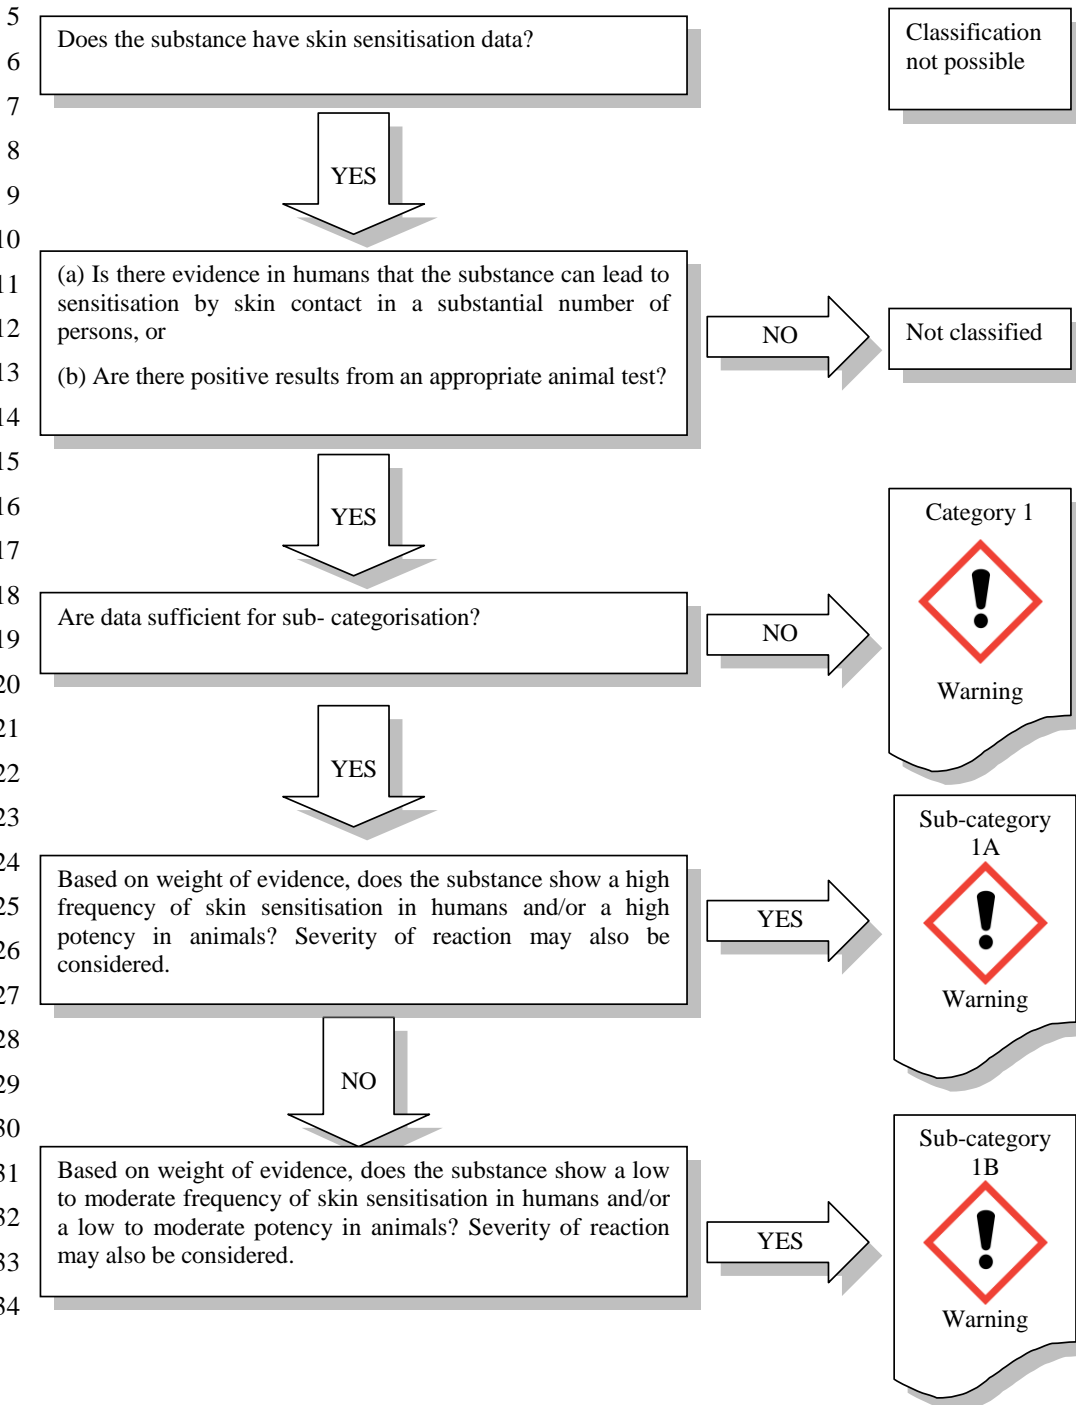 5
Does the substance have skin sensitisation data?
Classification
not possible
6
7
8
YES
9
10
(a) Is there evidence in humans that the substance can lead to
11
sensitisation by skin contact in a substantial number of
persons, or
12
NO
Not classified
13
(b) Are there positive results from an appropriate animal test?
14
15
16
YES
Category 1
17
18
Are data sufficient for sub- categorisation?
19
NO
20
Warning
21
22
YES
23
Sub-category
1A
24
Based on weight of evidence, does the substance show a high
25
frequency of skin sensitisation in humans and/or a high
YES
potency in animals? Severity of reaction may also be
26
considered.
27
Warning
28
29
NO
30
Sub-category
1B
31
Based on weight of evidence, does the substance show a low
to moderate frequency of skin sensitisation in humans and/or
32
a low to moderate potency in animals? Severity of reaction
YES
33
may also be considered.
34
Warning